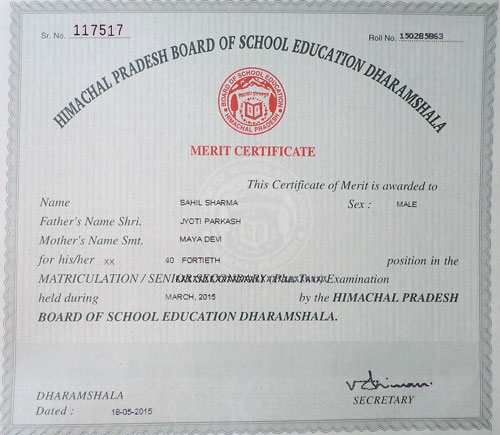 Sr. No. 117517 Roll No. 150285863
HIMACHAL PRADESH BOARD OF SCHOOL EDUCATION DHARAMSHALA
BOARD OF SCHOOL EDUCATION
HIMACHAL PRADESH
MERIT CERTIFICATE
This Certificate of Merit is awarded to
Name SAHIL SHARMA Sex : MALE
Father's Name Shri. JYOTI PARKASH
Mother's Name Smt. MAYA DEVI
for his/her XX 40 FORTIETH position in the
MATRICULATION / SENIOR SECONDARY (Plus Two) Examination
held during MARCH, 2015 by the HIMACHAL PRADESH
BOARD OF SCHOOL EDUCATION DHARAMSHALA.
DHARAMSHALA
SECRETARY
Dated : 18-05-2015